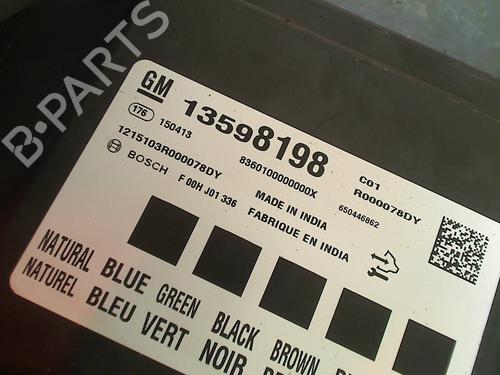 B-PARTS
GM
13598198
176 150413
1215103R000078DY
8360100000000X
C01
R000078DY
BOSCH
F 00H J01 336
MADE IN INDIA
650446862
FABRIQUE EN INDIA
NATURAL BLUE GREEN BLACK BROWN
NATUREL BLEU VERT NOIR